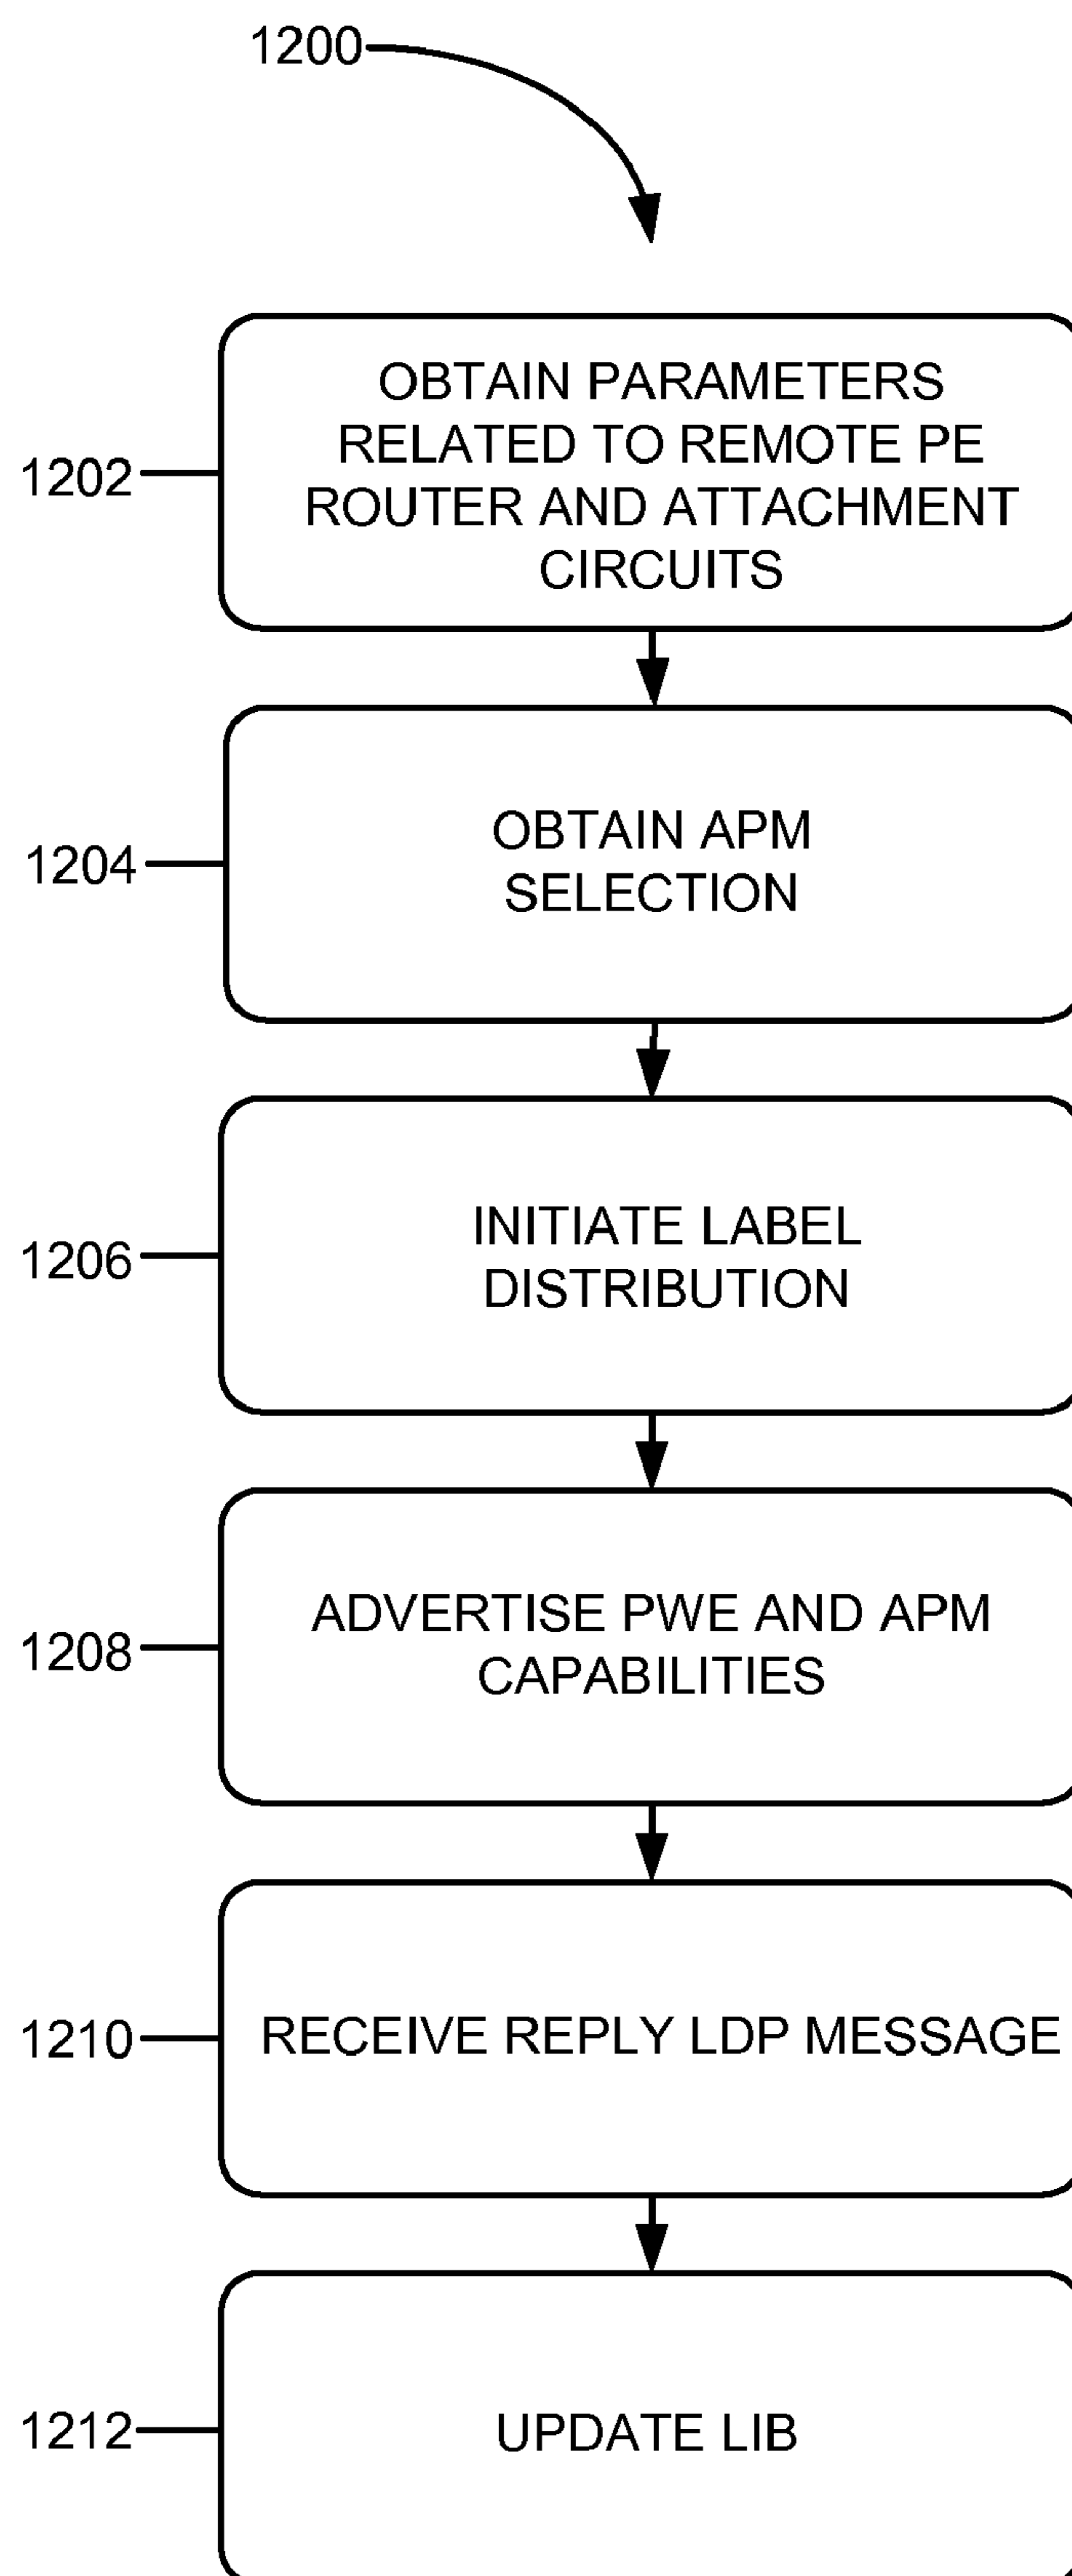 1200
1202
OBTAIN PARAMETERS
RELATED TO REMOTE PE
ROUTER AND ATTACHMENT
CIRCUITS
1204
OBTAIN APM
SELECTION
1206
INITIATE LABEL
DISTRIBUTION
1208
ADVERTISE PWE AND APM
CAPABILITIES
1210
RECEIVE REPLY LDP MESSAGE
1212
UPDATE LIB